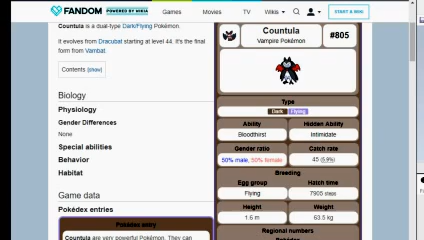 FANDOM POWERED BY WIKIA Games Movies TV Wikis START A WIKI
Countula is a dual-type Dark/Flying Pokémon.
It evolves from Dracubat starting at level 44. It's the final
form from Vambat.
Contents [show]
Biology
Physiology
Gender Differences
None
Special abilities
Behavior
Habitat
Game data
Pokédex entries
Pokédex entry
Countula are very powerful Pokémon. They can
Countula
Vampire Pokémon
#805
Type
Dark Flying
Ability Hidden Ability
Bloodthirst Intimidate
Gender ratio Catch rate
50% male, 50% female 45 (5.9%)
Breeding
Egg group Hatch time
Flying 7905 steps
Height Weight
1.6 m 63.5 kg
Regional numbers
Pokédex